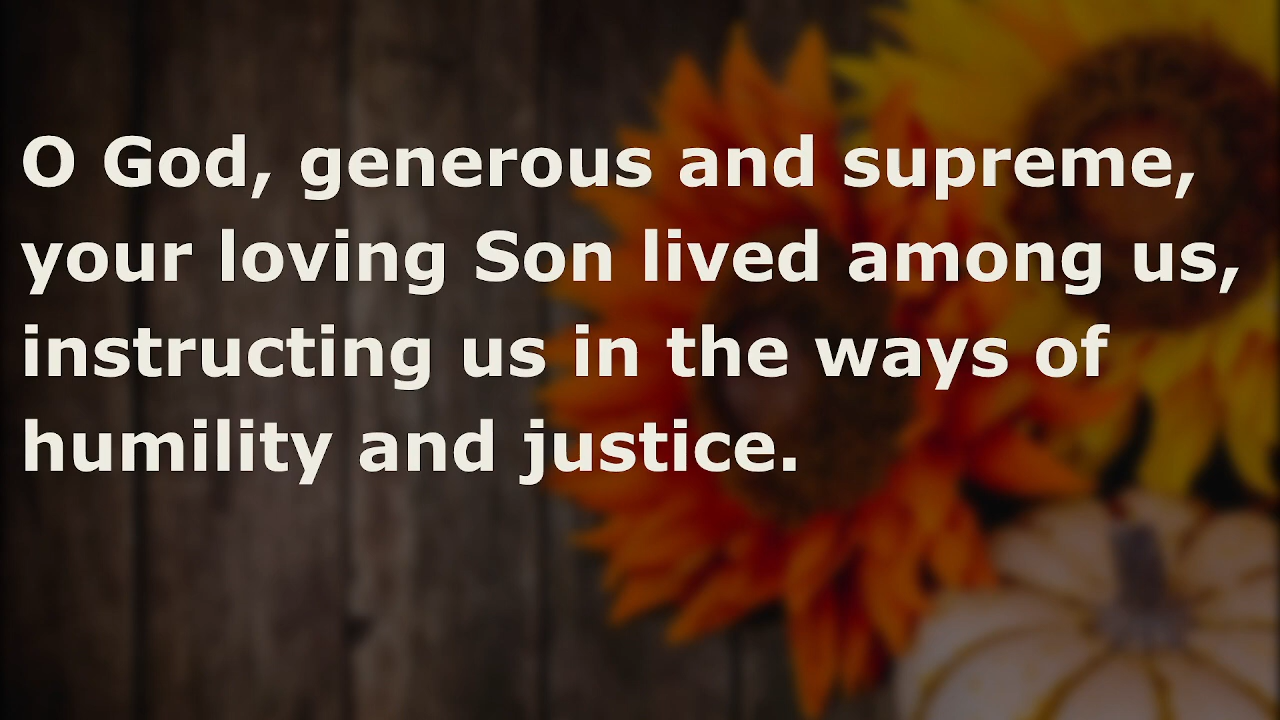 O God, generous and supreme,
your loving Son lived among us,
instructing us in the ways of
humility and justice.